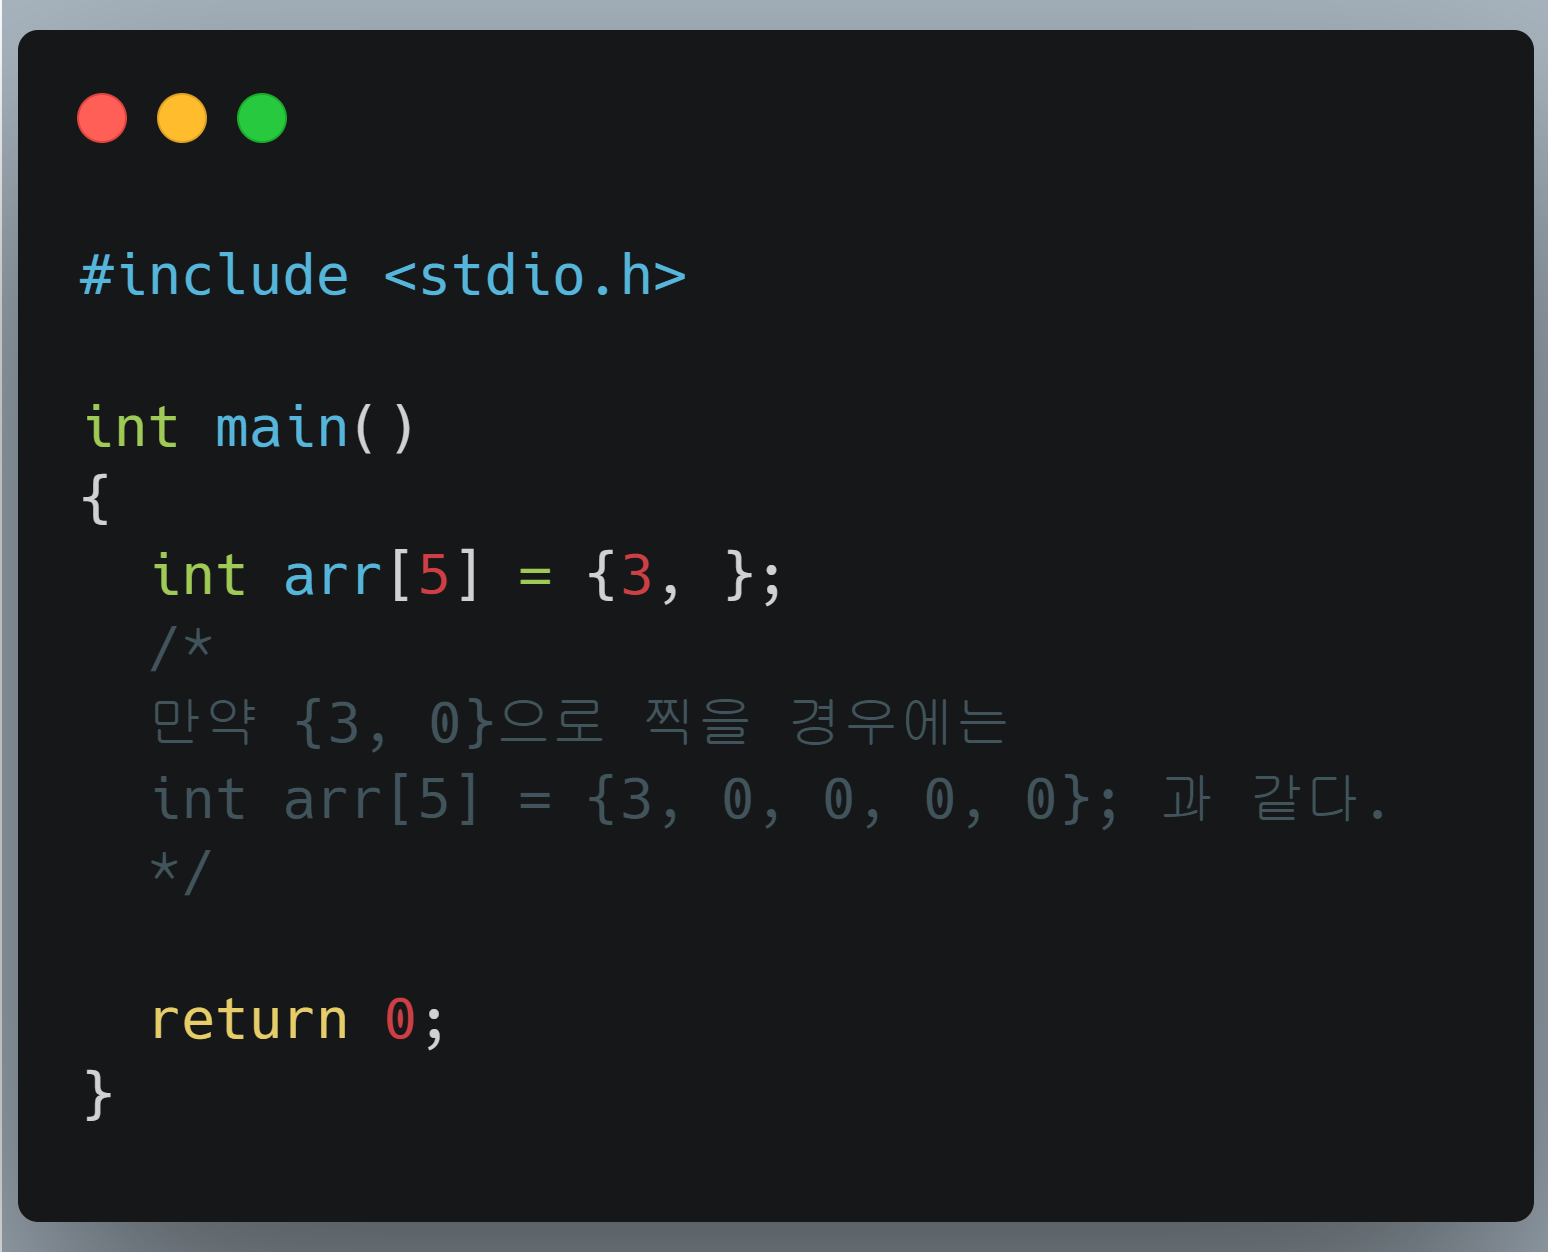 #include <stdio.h>
int main()
{
  int arr[5] = {3, };
  /*
  만약 {3, 0}으로 찍을 경우에는
  int arr[5] = {3, 0, 0, 0, 0}; 과 같다.
  */
  return 0;
}